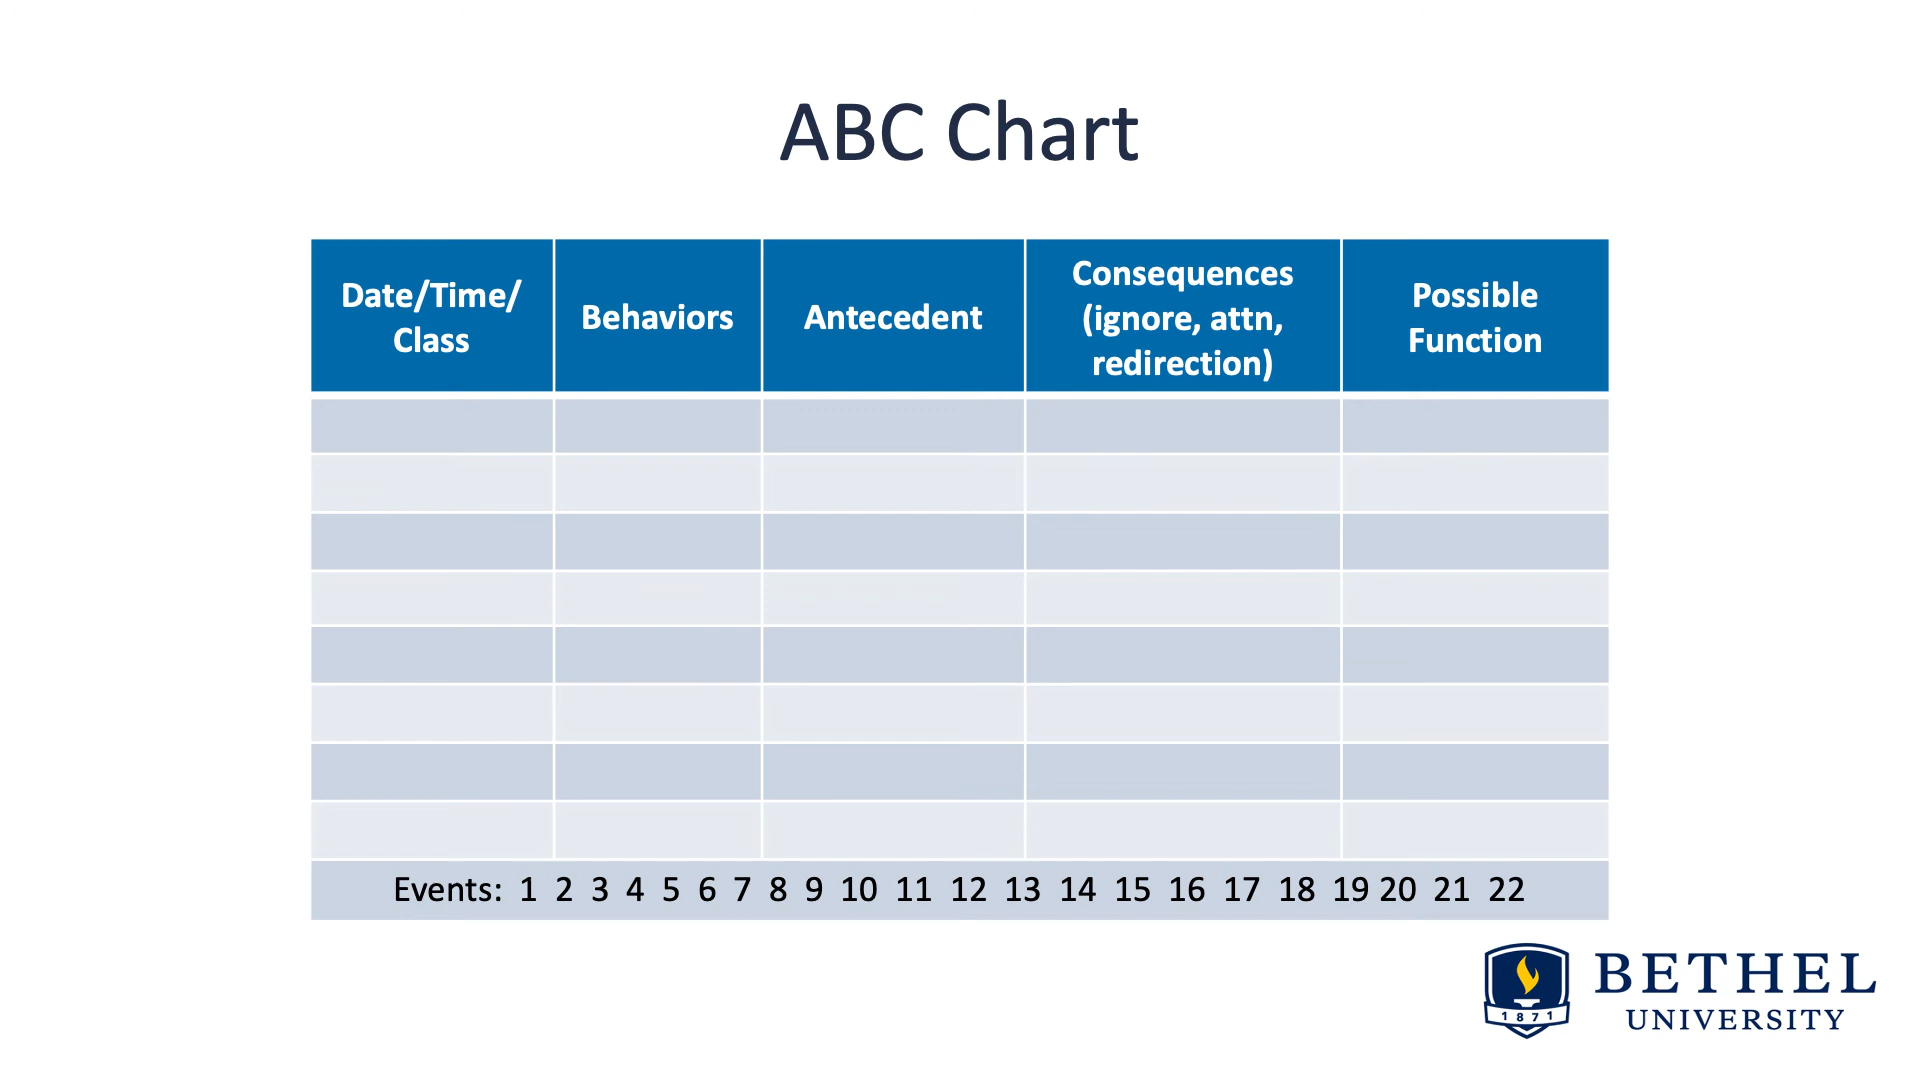 ABC Chart
Date/Time/
Class
Behaviors
Antecedent
Consequences
(ignore, attn,
redirection)
Possible
Function
Events: 1 2 3 4 5 6 7 8 9 10 11 12 13 14 15 16 17 18 19 20 21 22
1871
BETHEL
UNIVERSITY